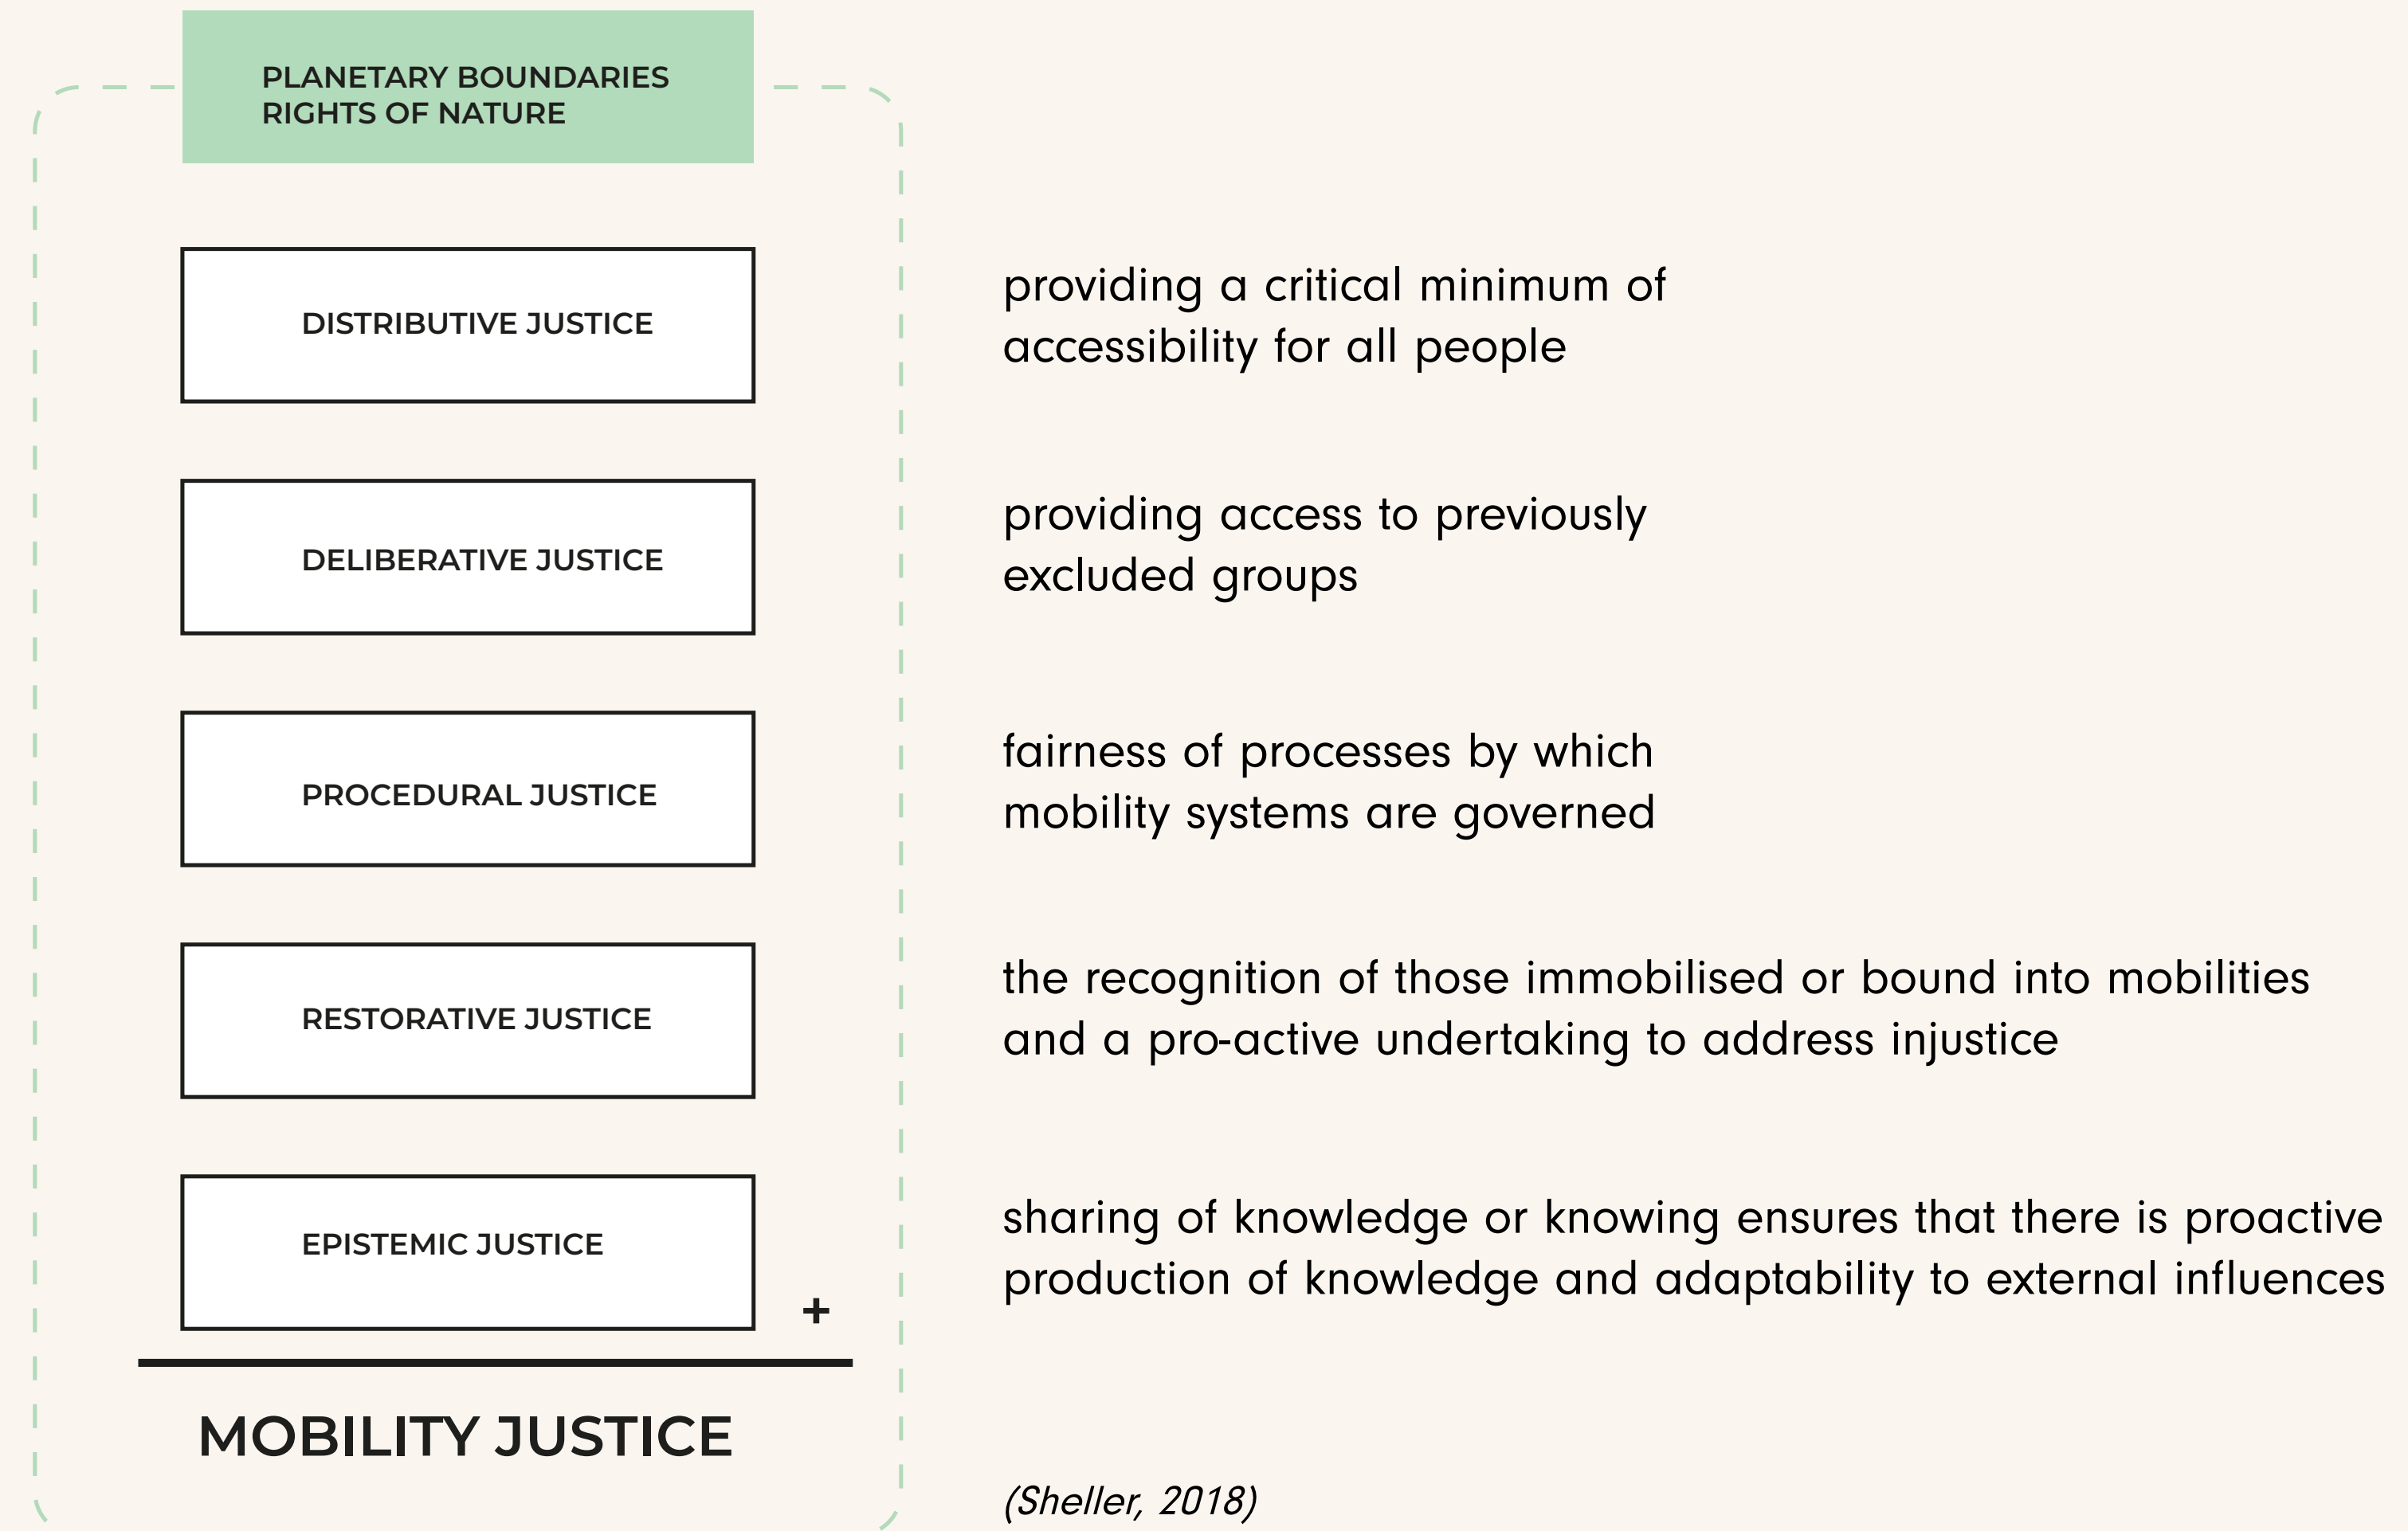 PLANETARY BOUNDARIES
RIGHTS OF NATURE
DISTRIBUTIVE JUSTICE
providing a critical minimum of
accessibility for all people
DELIBERATIVE JUSTICE
providing access to previously
excluded groups
PROCEDURAL JUSTICE
fairness of processes by which
mobility systems are governed
RESTORATIVE JUSTICE
the recognition of those immobilised or bound into mobilities
and a pro-active undertaking to address injustice
EPISTEMIC JUSTICE
sharing of knowledge or knowing ensures that there is proactive
production of knowledge and adaptability to external influences
+
MOBILITY JUSTICE
(Sheller, 2018)